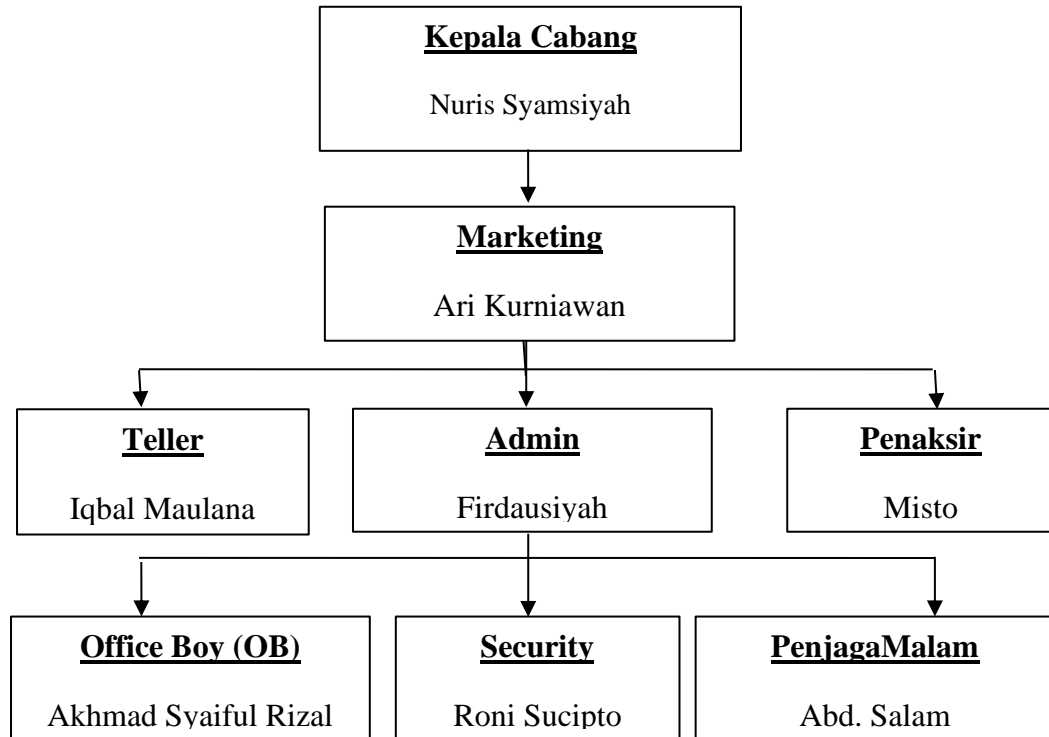 Kepala Cabang
Nuris Syamsiyah
Marketing
Ari Kurniawan
Teller
Iqbal Maulana
Admin
Firdausiyah
Penaksir
Misto
Office Boy (OB)
Akhmad Syaiful Rizal
Security
Roni Sucipto
PenjagaMalam
Abd. Salam